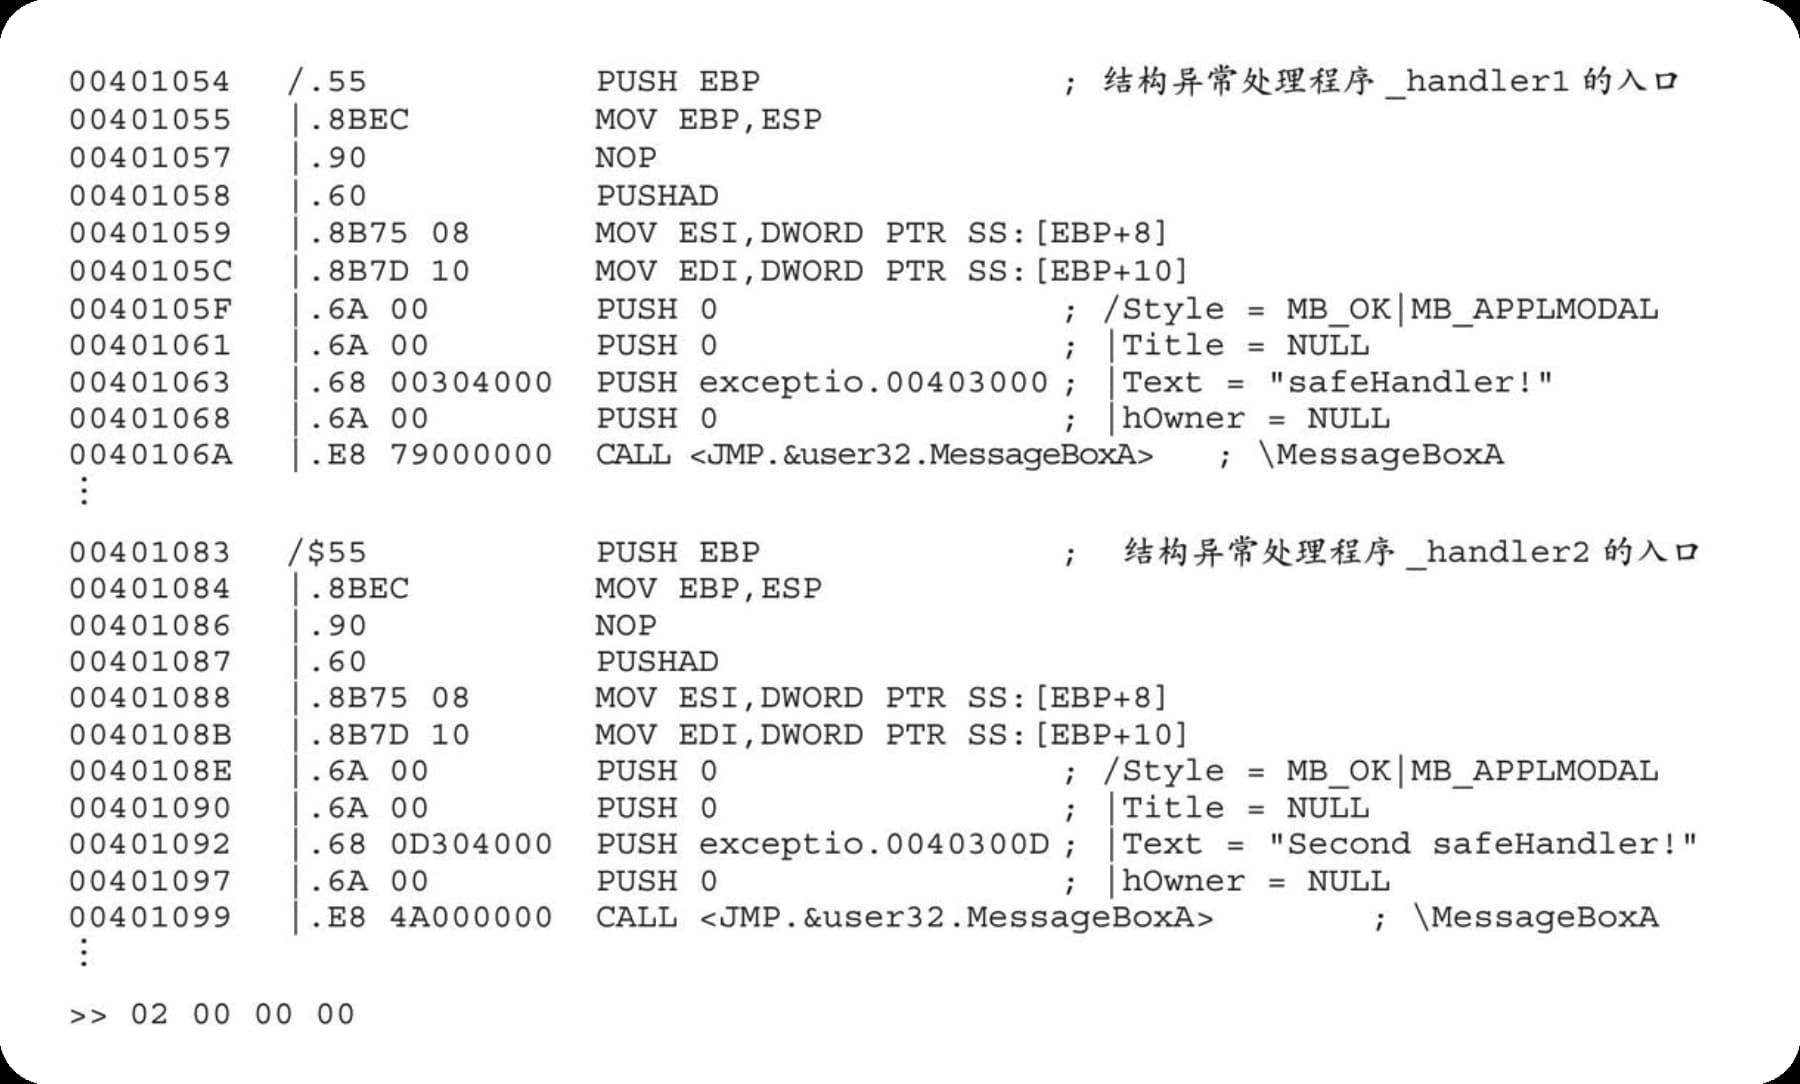 00401054 /.55 PUSH EBP ; 结构异常处理程序 _handler1 的入口
00401055 |.8BEC MOV EBP,ESP
00401057 |.90 NOP
00401058 |.60 PUSHAD
00401059 |.8B75 08 MOV ESI,DWORD PTR SS:[EBP+8]
0040105C |.8B7D 10 MOV EDI,DWORD PTR SS:[EBP+10]
0040105F |.6A 00 PUSH 0 ; /Style = MB_OK|MB_APPLMODAL
00401061 |.6A 00 PUSH 0 ; |Title = NULL
00401063 |.68 00304000 PUSH exceptio.00403000 ; |Text = "safeHandler!"
00401068 |.6A 00 PUSH 0 ; |hOwner = NULL
0040106A |.E8 79000000 CALL <JMP.&user32.MessageBoxA> ; \MessageBoxA
⋮
00401083 /$55 PUSH EBP ; 结构异常处理程序 _handler2 的入口
00401084 |.8BEC MOV EBP,ESP
00401086 |.90 NOP
00401087 |.60 PUSHAD
00401088 |.8B75 08 MOV ESI,DWORD PTR SS:[EBP+8]
0040108B |.8B7D 10 MOV EDI,DWORD PTR SS:[EBP+10]
0040108E |.6A 00 PUSH 0 ; /Style = MB_OK|MB_APPLMODAL
00401090 |.6A 00 PUSH 0 ; |Title = NULL
00401092 |.68 0D304000 PUSH exceptio.0040300D ; |Text = "Second safeHandler!"
00401097 |.6A 00 PUSH 0 ; |hOwner = NULL
00401099 |.E8 4A000000 CALL <JMP.&user32.MessageBoxA> ; \MessageBoxA
⋮
>> 02 00 00 00